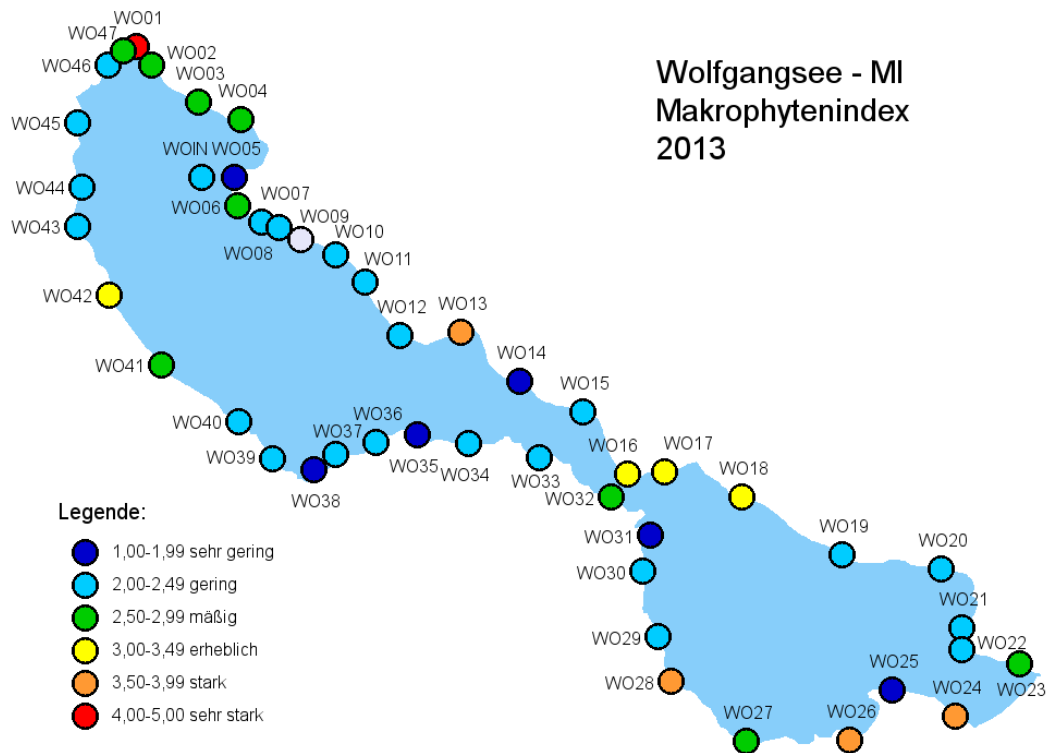 WO01
WO47
WO02
WO46
WO03
WO04
Wolfgangsee - MI
Makrophytenindex
2013
WO45
WOIN WO05
WO44
WO07
WO06
WO43
WO09
WO08
WO10
WO11
WO42
WO12
WO13
WO14
WO41
WO15
WO36
WO40
WO37
WO35
WO16
WO17
WO39
WO34
WO33
WO18
WO38
WO32
Legende:
WO31
WO19
WO20
1,00-1,99 sehr gering
WO30
2,00-2,49 gering
WO21
2,50-2,99 mäßig
WO29
WO22
3,00-3,49 erheblich
WO25
WO28
WO24
WO23
3,50-3,99 stark
WO27
WO26
4,00-5,00 sehr stark